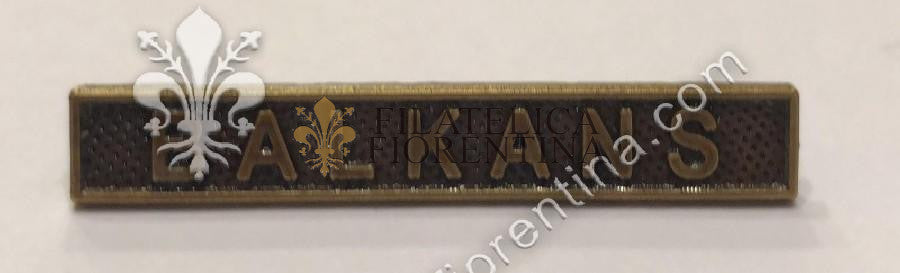 BALKANS
FILATELICA
FIORENTINA
fiorentina.com